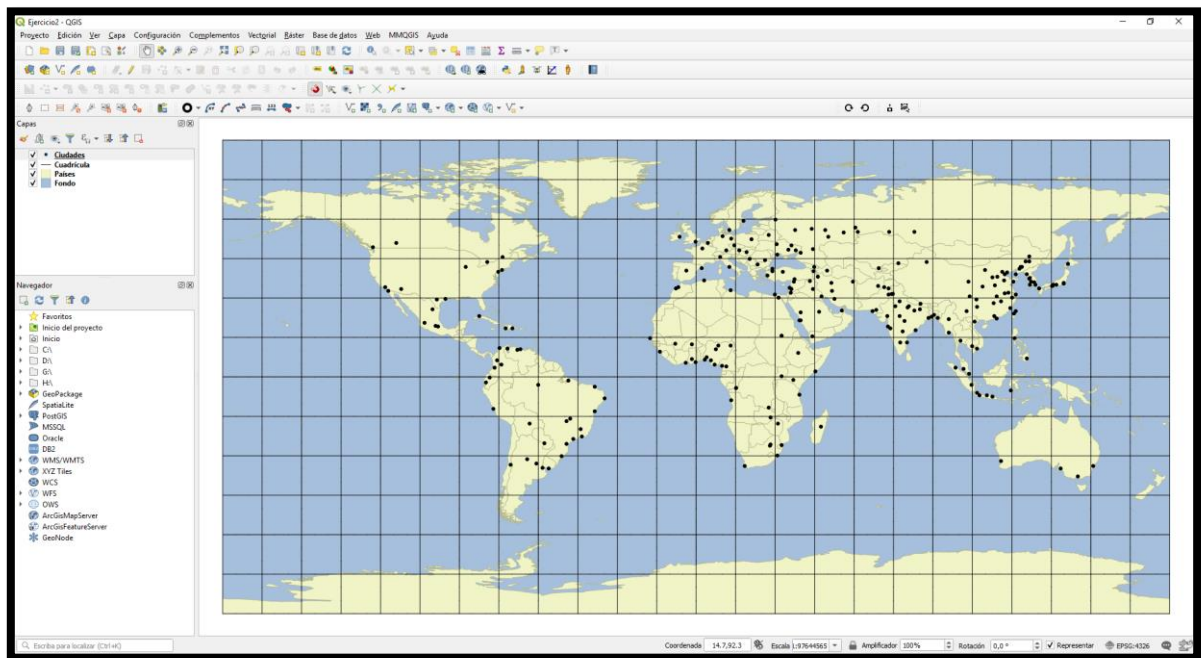 Ejercicio2 - QGIS
Proyecto Edición Ver Capa Configuración Complementos Vectorial Ráster Base de datos Web MMQGIS Ayuda
Capas
Ciudades
Cuadrícula
Países
Fondo
Navegador
Favoritos
Inicio del proyecto
Inicio
C:\
D:\
G:\
H:\
GeoPackage
SpatiaLite
PostGIS
MSSQL
Oracle
DB2
WMS/WMTS
XYZ Tiles
WCS
WFS
OWS
ArcGisMapServer
ArcGisFeatureServer
GeoNode
Escriba para localizar (Ctrl+K)
Coordenada 14.7,92.3 Escala 1:97644565 Amplificador 100% Rotación 0,0 ° Representar EPSG:4326